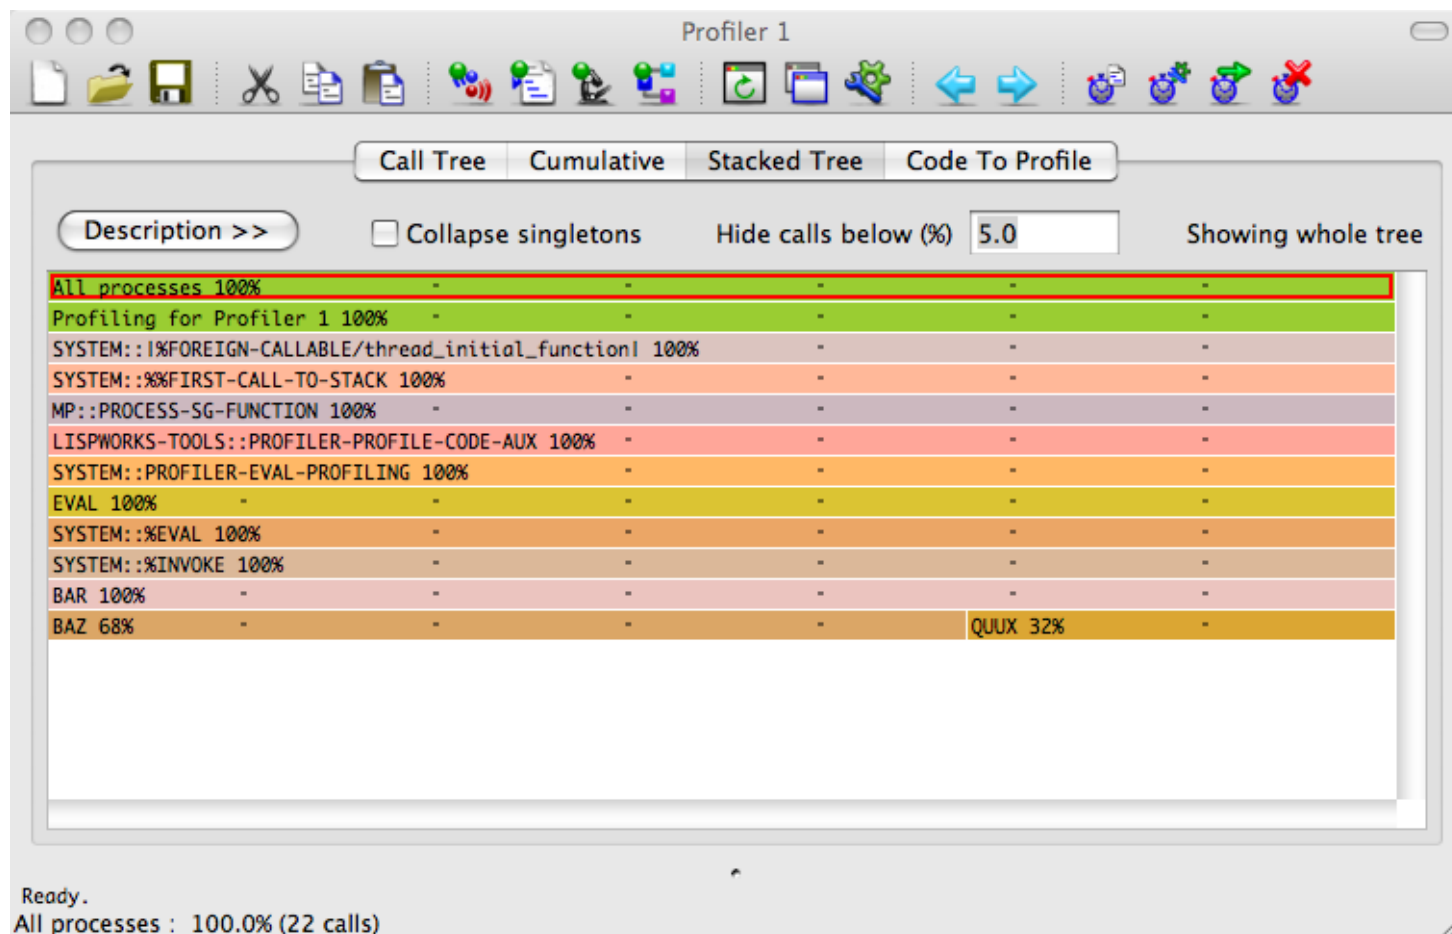 Profiler 1
Call Tree Cumulative Stacked Tree Code To Profile
Description >> Collapse singletons Hide calls below (%) 5.0 Showing whole tree
All processes 100%
Profiling for Profiler 1 100%
SYSTEM::|%FOREIGN-CALLABLE/thread_initial_function| 100%
SYSTEM::%%FIRST-CALL-TO-STACK 100%
MP::PROCESS-SG-FUNCTION 100%
LISPWORKS-TOOLS::PROFILER-PROFILE-CODE-AUX 100%
SYSTEM::PROFILER-EVAL-PROFILING 100%
EVAL 100%
SYSTEM::%EVAL 100%
SYSTEM::%INVOKE 100%
BAR 100%
BAZ 68% QUUX 32%
Ready.
All processes : 100.0% (22 calls)